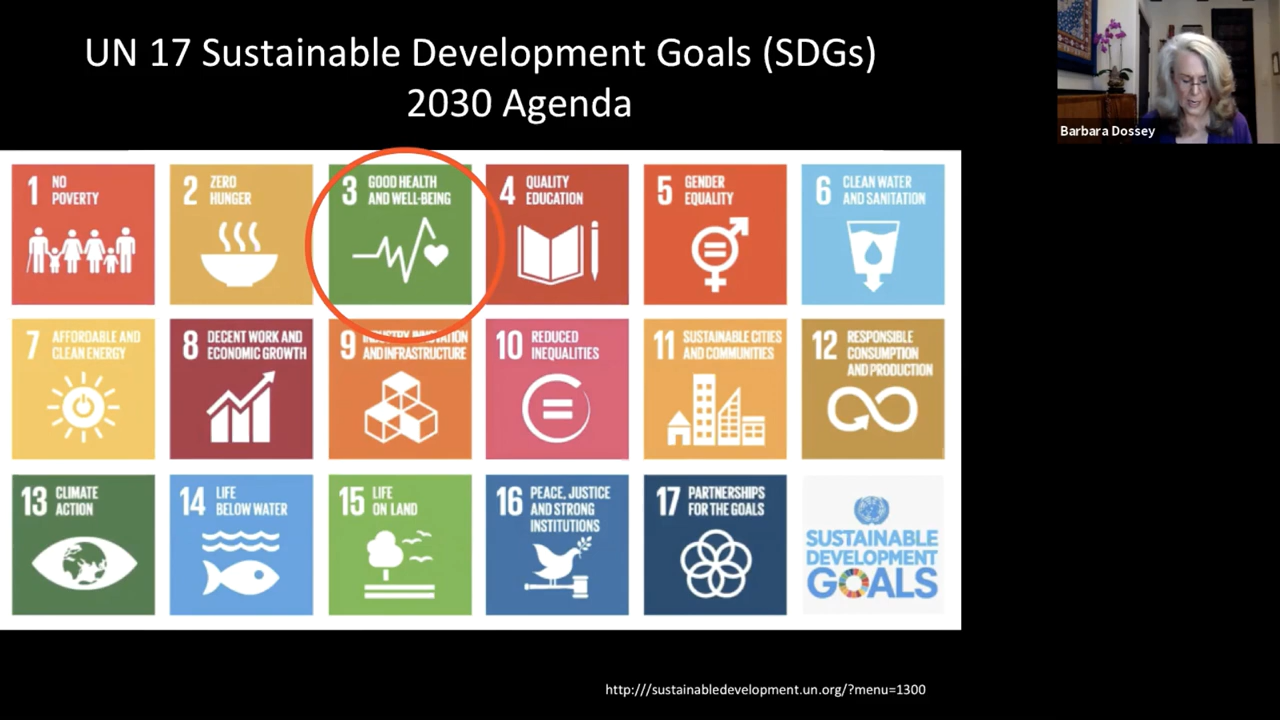 UN 17 Sustainable Development Goals (SDGs)
2030 Agenda
Barbara Dossey
1 NO
POVERTY
2 ZERO
HUNGER
3 GOOD HEALTH
AND WELL-BEING
4 QUALITY
EDUCATION
5 GENDER
EQUALITY
6 CLEAN WATER
AND SANITATION
7 AFFORDABLE AND
CLEAN ENERGY
8 DECENT WORK AND
ECONOMIC GROWTH
9 INDUSTRY, INNOVATION
AND INFRASTRUCTURE
10 REDUCED
INEQUALITIES
11 SUSTAINABLE CITIES
AND COMMUNITIES
12 RESPONSIBLE
CONSUMPTION
AND PRODUCTION
13 CLIMATE
ACTION
14 LIFE
BELOW WATER
15 LIFE
ON LAND
16 PEACE, JUSTICE
AND STRONG
INSTITUTIONS
17 PARTNERSHIPS
FOR THE GOALS
SUSTAINABLE
DEVELOPMENT
GOALS
http:///sustainabledevelopment.un.org/?menu=1300